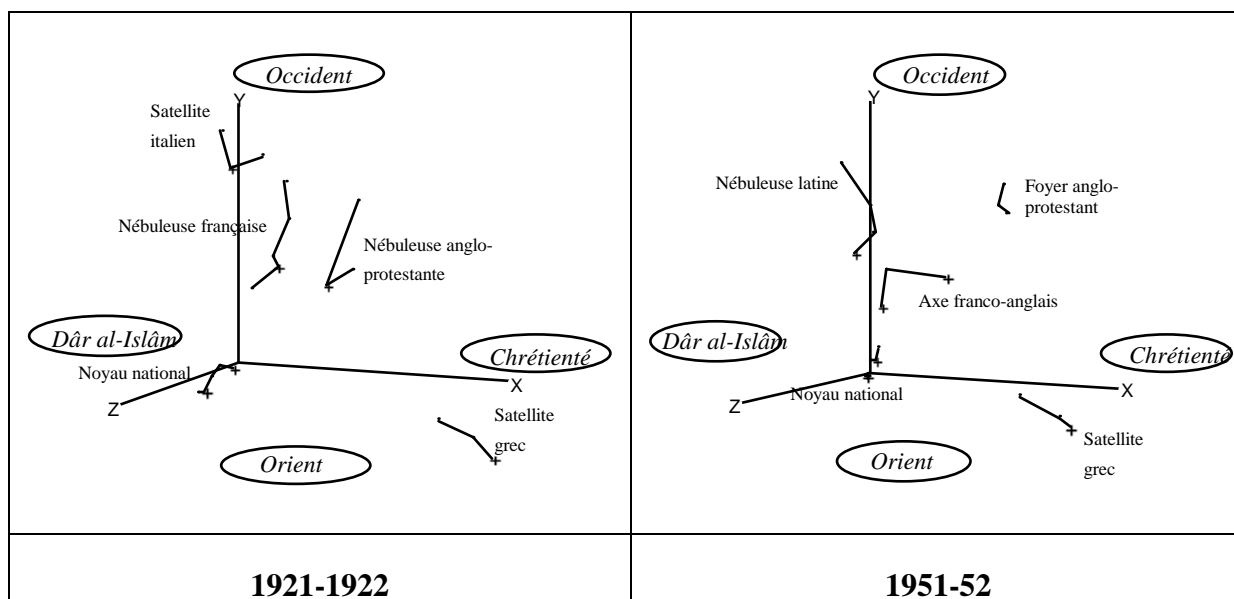 Occident
Y
Satellite
italien
Nébuleuse française
Nébuleuse anglo-
protestante
Dâr al-Islâm
Noyau national
Chrétienté
X
Z
Satellite
grec
Orient
1921-1922
Occident
Y
Nébuleuse latine
Foyer anglo-
protestant
Axe franco-anglais
Dâr al-Islâm
Chrétienté
Noyau national
X
Z
Satellite
grec
Orient
1951-52